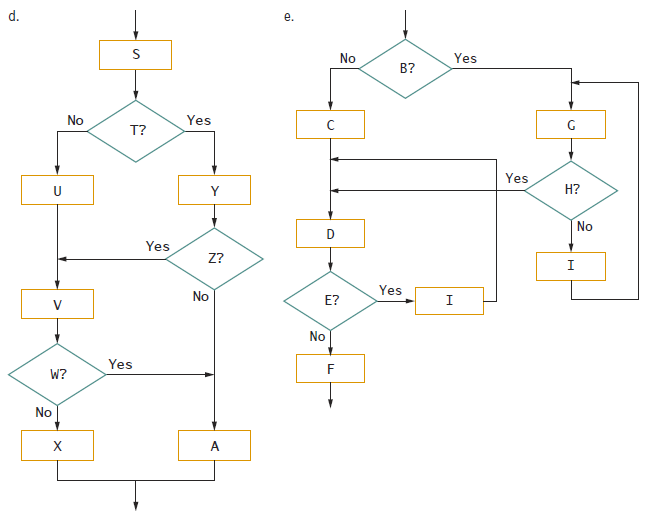 d.
S
T?
No
Yes
U
Y
Yes
Z?
No
V
W?
Yes
No
X
A
e.
B?
No
Yes
C
G
Yes
H?
No
D
I
E?
Yes
I
No
F